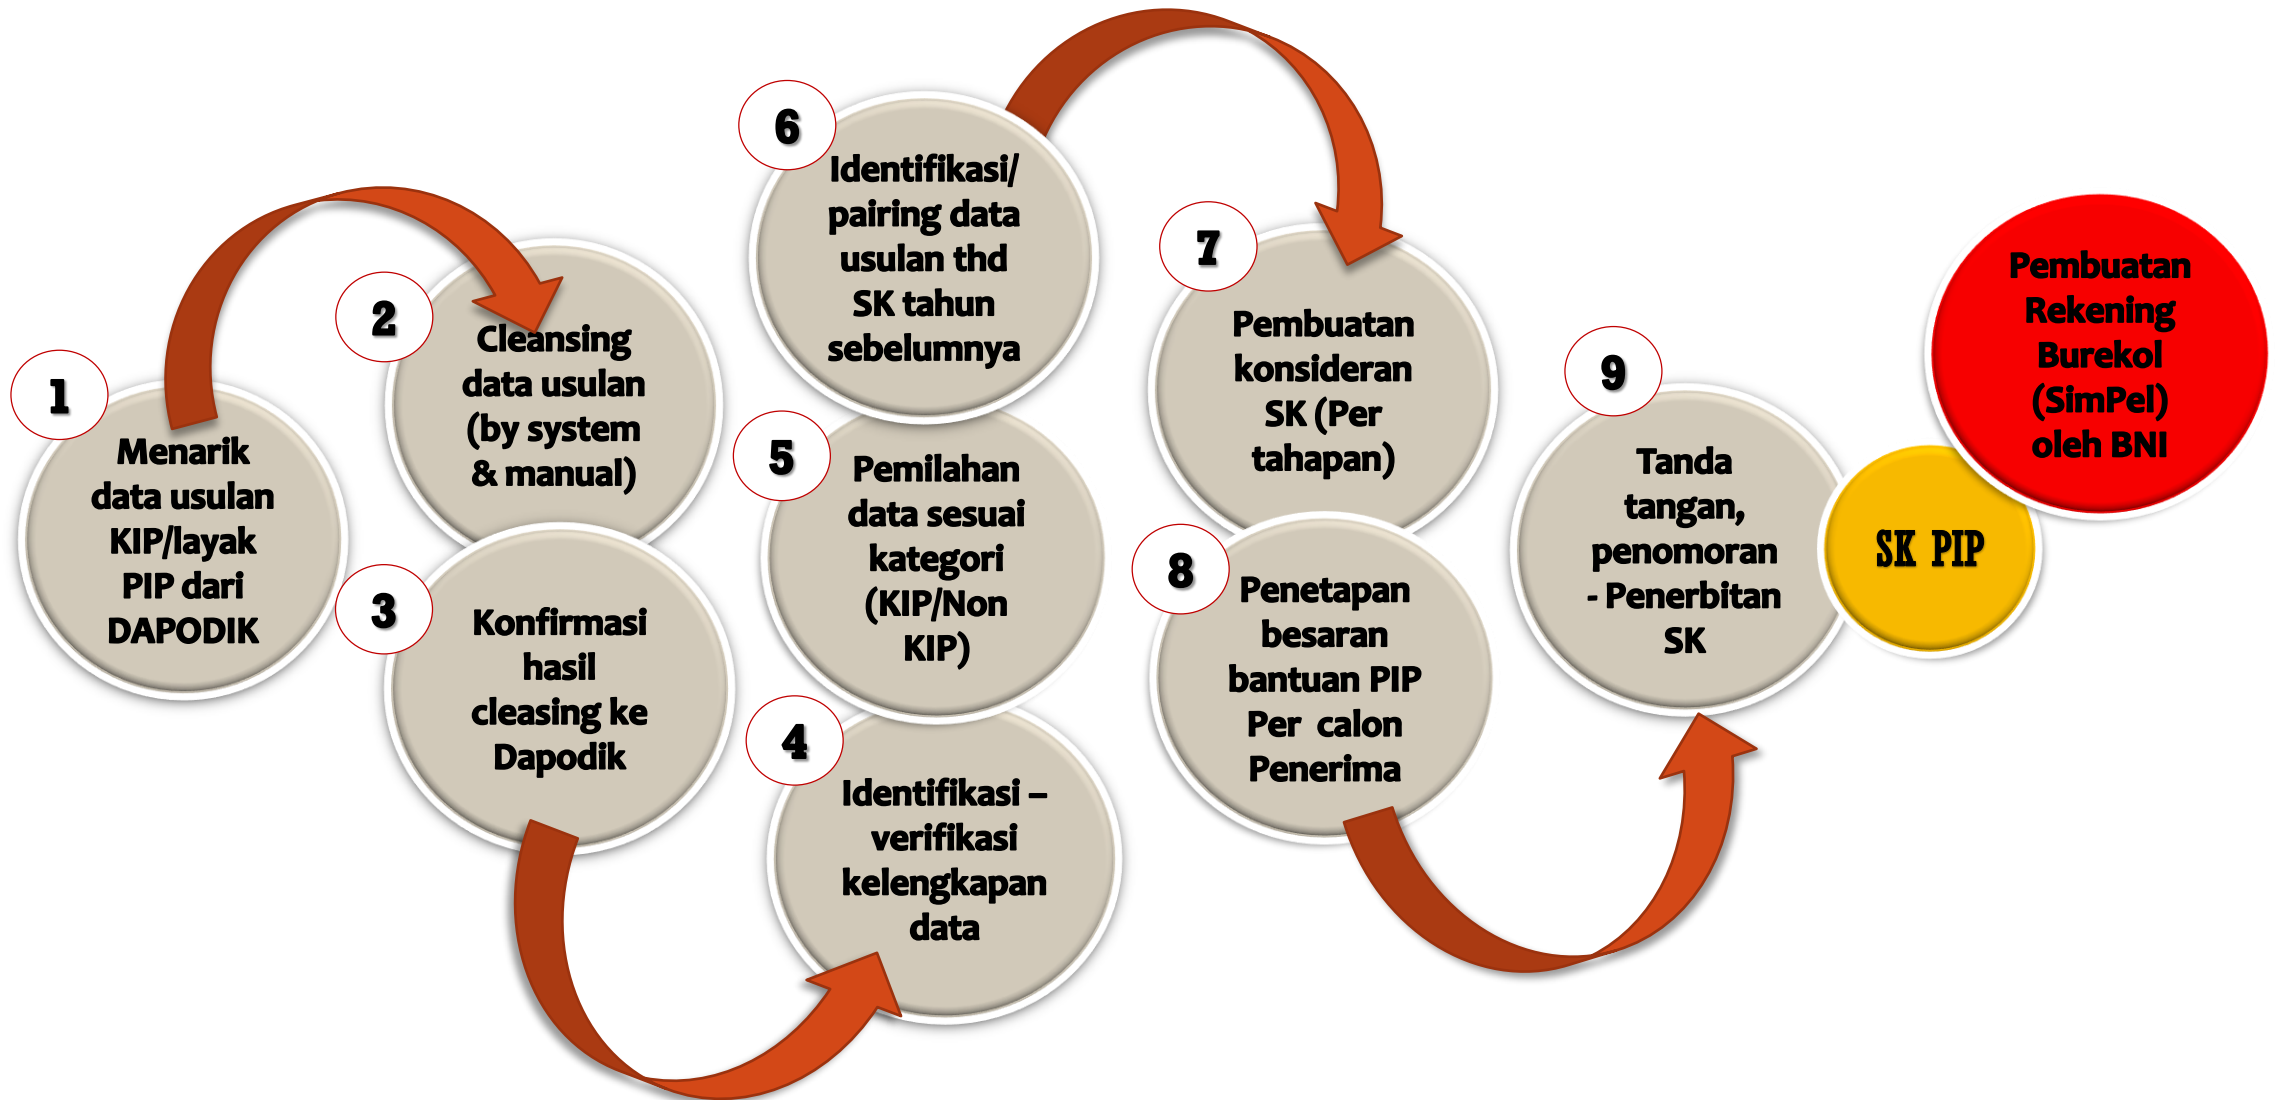 1
Menarik
data usulan
KIP/layak
PIP dari
DAPODIK
2
Cleansing
data usulan
(by system
& manual)
3
Konfirmasi
hasil
cleasing ke
Dapodik
4
Identifikasi –
verifikasi
kelengkapan
data
5
Pemilahan
data sesuai
kategori
(KIP/Non
KIP)
6
Identifikasi/
pairing data
usulan thd
SK tahun
sebelumnya
7
Pembuatan
konsideran
SK (Per
tahapan)
8
Penetapan
besaran
bantuan PIP
Per calon
Penerima
9
Tanda
tangan,
penomoran
- Penerbitan
SK
SK PIP
Pembuatan
Rekening
Burekol
(SimPel)
oleh BNI